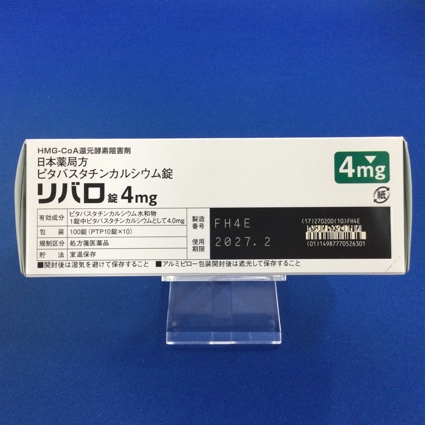 HMG-CoA還元酵素阻害剤
日本薬局方
ピタバスタチンカルシウム錠
リバロ錠4mg
4mg
紙
有効成分 ピタバスタチンカルシウム水和物
1錠中ピタバスタチンカルシウムとして4.0mg
包装 100錠(PTP10錠×10)
規制区分 処方箋医薬品
貯法 室温保存
製造番号 FH4E
使用期限 2027.2
(17)270200(10)FH4E
(01)14987770526301
■開封後は湿気を避けて保存すること ■アルミピロー包装開封後は遮光して保存すること